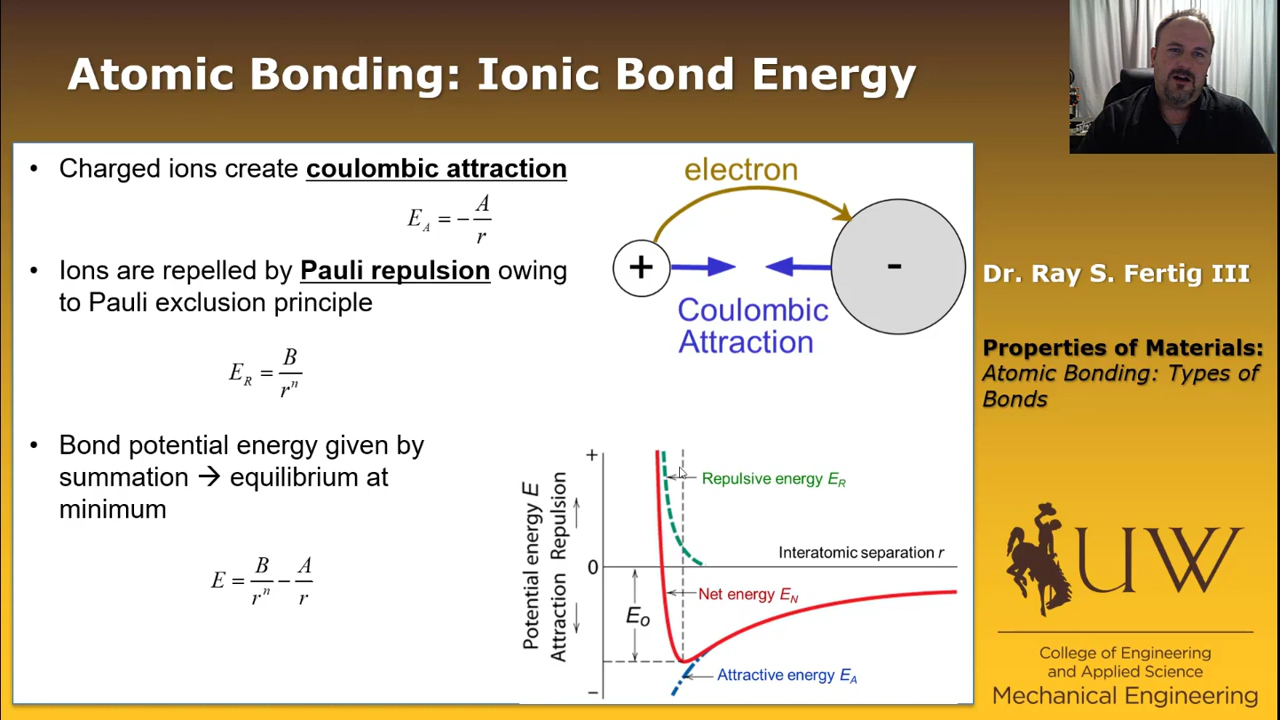 Atomic Bonding: Ionic Bond Energy
• Charged ions create coulombic attraction
E_A = − A / r
• Ions are repelled by Pauli repulsion owing
to Pauli exclusion principle
E_R = B / r^n
• Bond potential energy given by
summation → equilibrium at
minimum
E = B / r^n − A / r
electron
+
-
Coulombic
Attraction
Potential energy E
Attraction Repulsion
+
0
−
Repulsive energy E_R
Interatomic separation r
Net energy E_N
E_o
Attractive energy E_A
Dr. Ray S. Fertig III
Properties of Materials:
Atomic Bonding: Types of
Bonds
UW
College of Engineering
and Applied Science
Mechanical Engineering